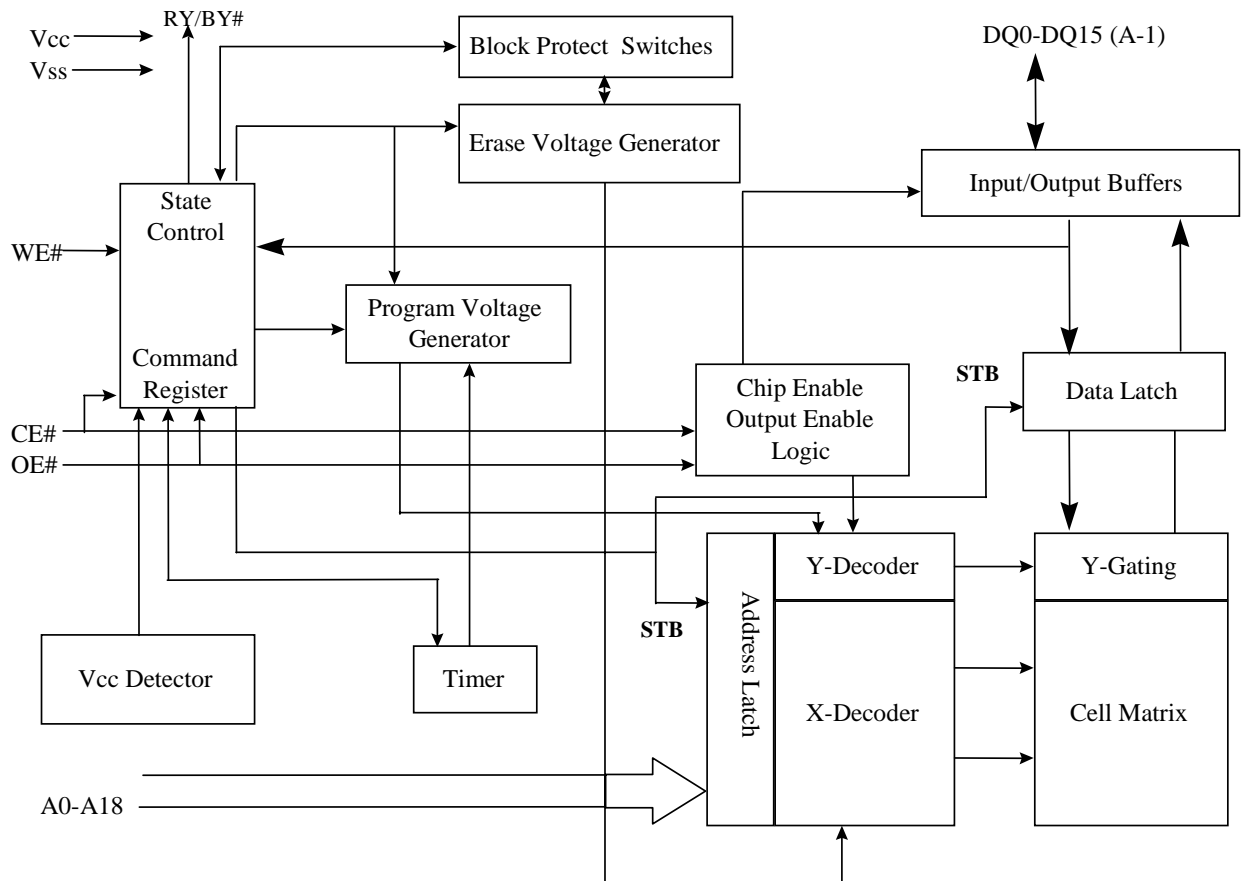 RY/BY#
Vcc
Vss
Block Protect Switches
DQ0-DQ15 (A-1)
Erase Voltage Generator
Input/Output Buffers
State
Control
WE#
Program Voltage
Generator
Command
Register
STB
Chip Enable
Output Enable
Logic
Data Latch
CE#
OE#
Y-Decoder
Y-Gating
Address Latch
STB
Vcc Detector
Timer
X-Decoder
Cell Matrix
A0-A18